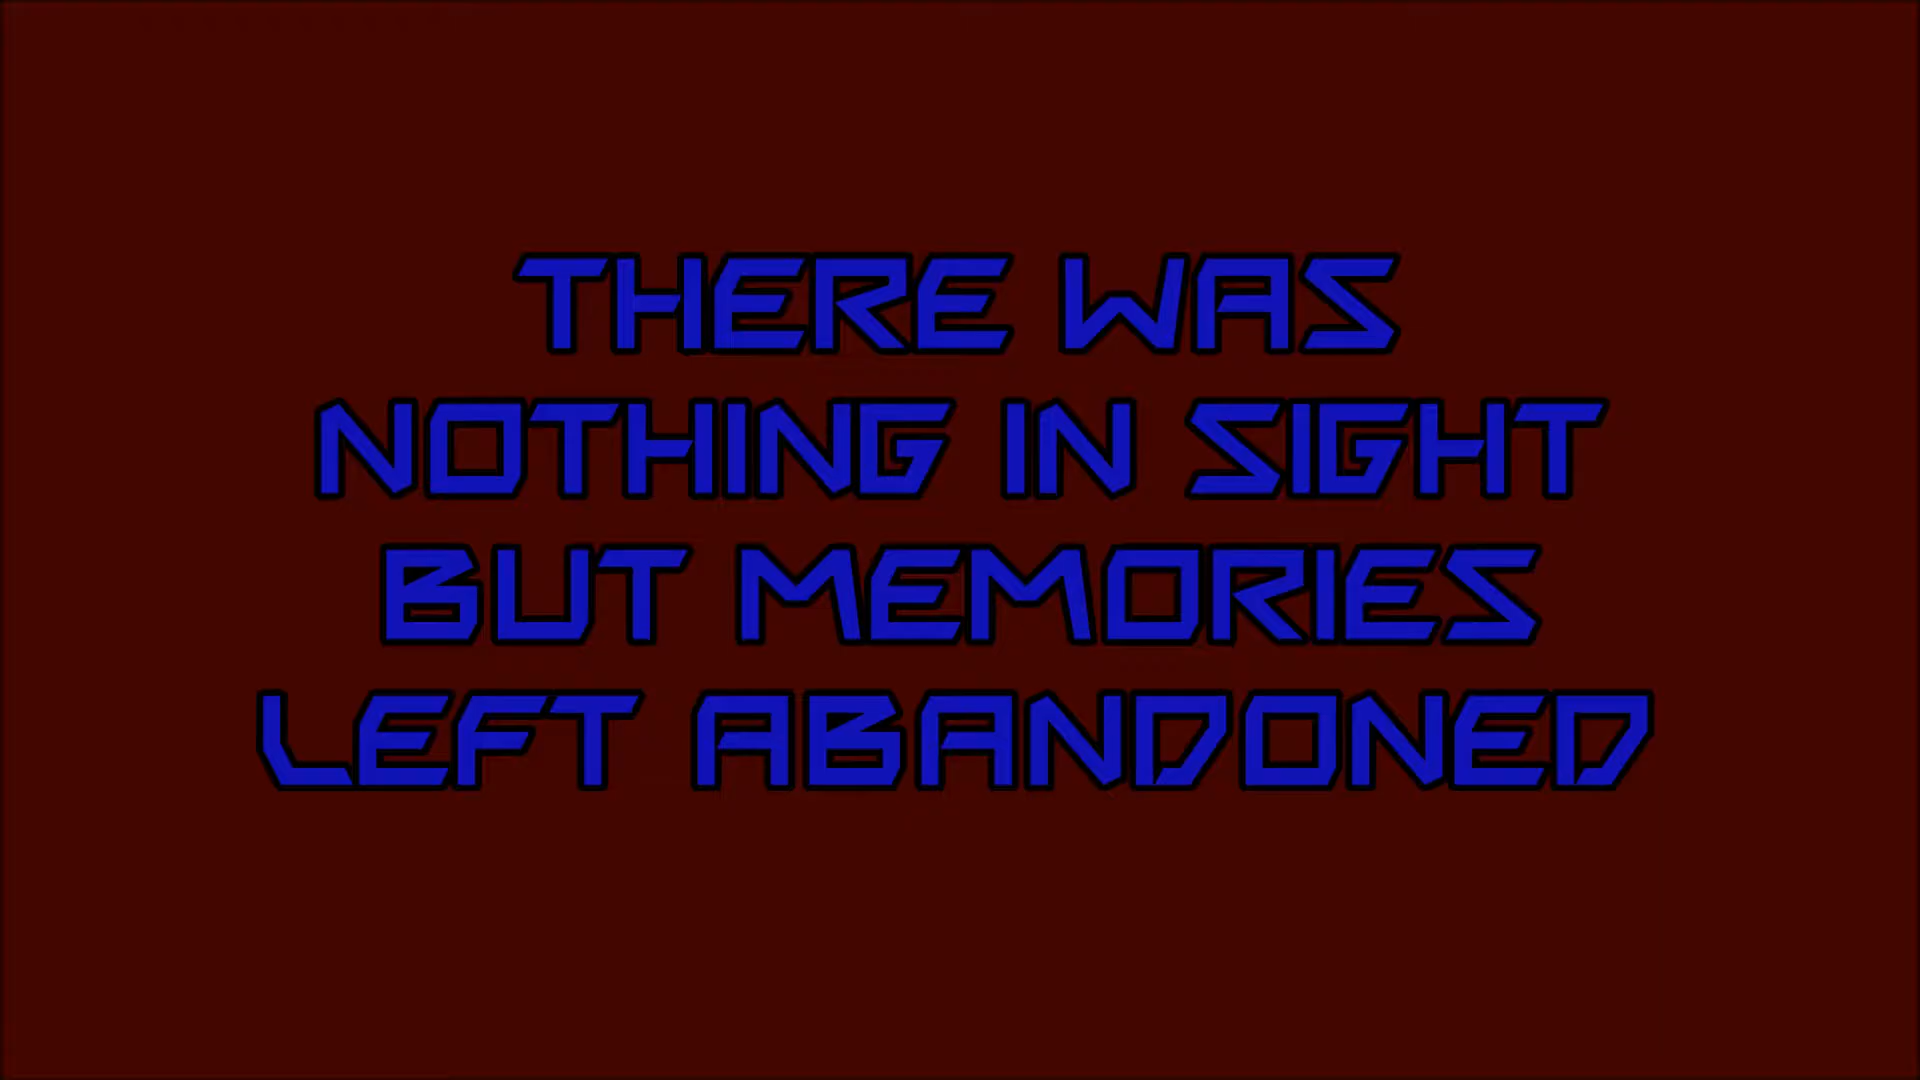 THERE WAS
NOTHING IN SIGHT
BUT MEMORIES
LEFT ABANDONED